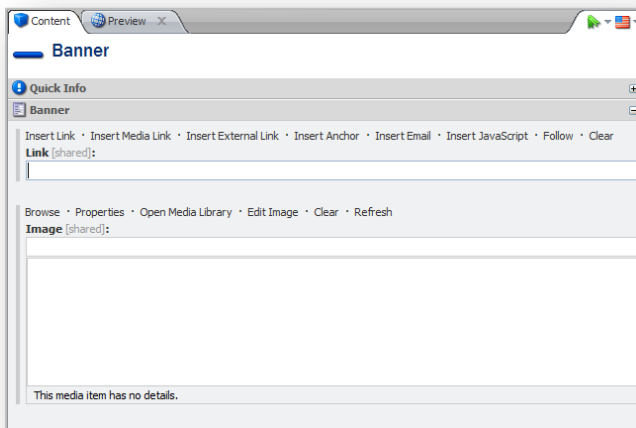 Content Preview X
Banner
Quick Info
Banner
Insert Link · Insert Media Link · Insert External Link · Insert Anchor · Insert Email · Insert JavaScript · Follow · Clear
Link [shared]:
Browse · Properties · Open Media Library · Edit Image · Clear · Refresh
Image [shared]:
This media item has no details.